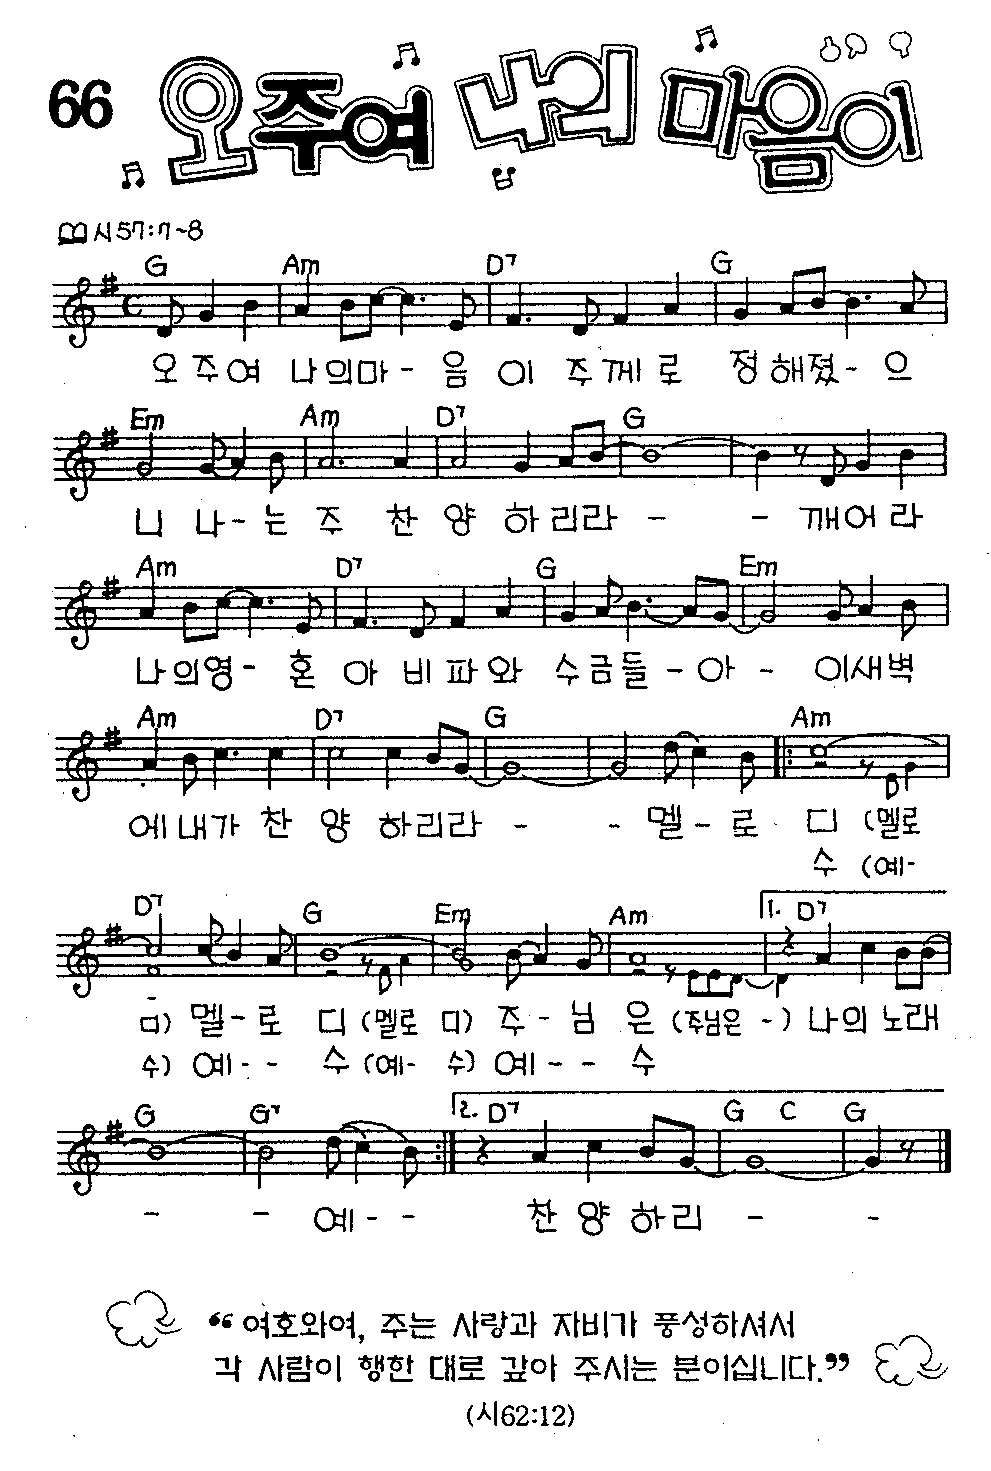 66 오주여 나의 마음이
시57:7~8
G Am D7 G
오 주 여 나 의 마 - 음 이 주 께 로 정 해 졌 - 으
Em Am D7 G
니 나 - 는 주 찬 양 하 리 라 - - 깨 어 라
Am D7 G Em
나 의 영 - 혼 아 비 파 와 수 금 들 - 아 - 이 새 벽
Am D7 G Am
에 내 가 찬 양 하 리 라 - - 멜 - 로 디 (멜로
수 (예-
D7 G Em Am 1. D7
디) 멜 - 로 디 (멜로 디) 주 - 님 은 (주님은 -) 나 의 노 래
수) 예 - - 수 (예- 수) 예 - - 수
G G7 2. D7 G C G
- - 예 - - 찬 양 하 리 - -
“여호와여, 주는 사랑과 자비가 풍성하셔서
각 사람이 행한 대로 갚아 주시는 분이십니다.”
(시62:12)